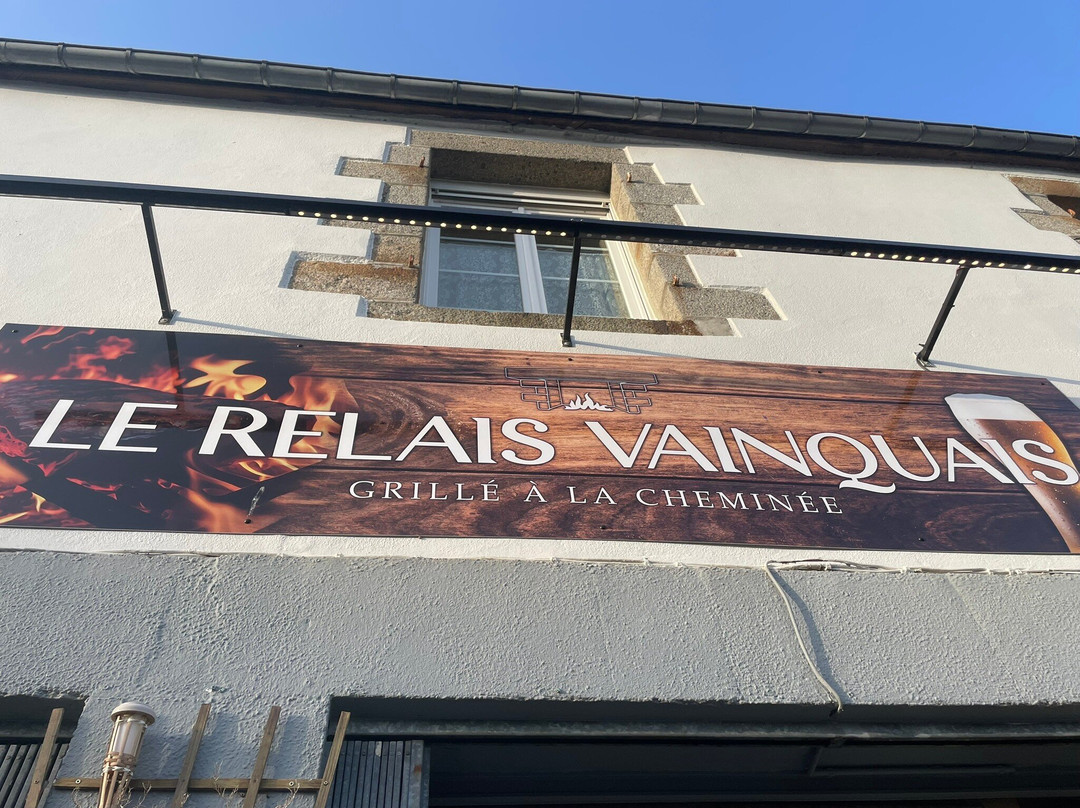 LE RELAIS VAINQUAIS
GRILLÉ À LA CHEMINÉE